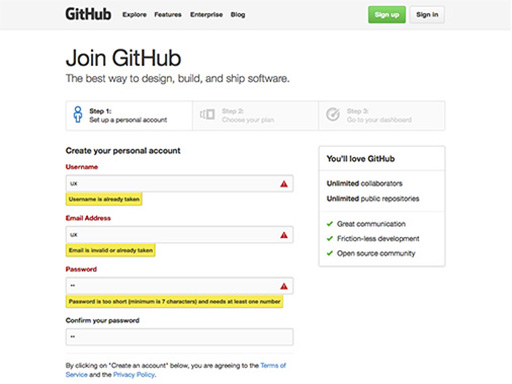 GitHub Explore Features Enterprise Blog Sign up Sign in
Join GitHub
The best way to design, build, and ship software.
Step 1:
Set up a personal account
Step 2:
Choose your plan
Step 3:
Go to your dashboard
Create your personal account
Username
ux
Username is already taken
Email Address
ux
Email is invalid or already taken
Password
••
Password is too short (minimum is 7 characters) and needs at least one number
Confirm your password
••
By clicking on "Create an account" below, you are agreeing to the Terms of
Service and the Privacy Policy.
You'll love GitHub
Unlimited collaborators
Unlimited public repositories
Great communication
Friction-less development
Open source community